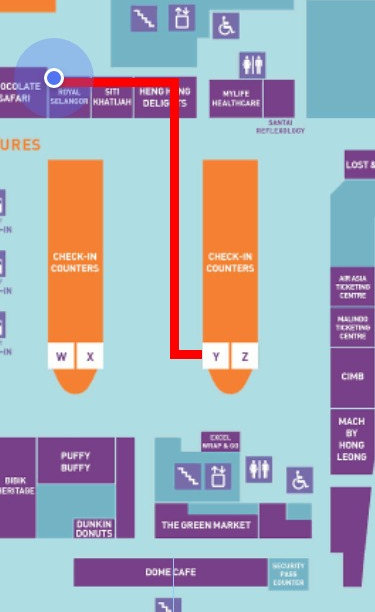 OCOLATE
SAFARI
ROYAL
SELANGOR
SITI
KHATIJAH
HENG HENG
DELIGHTS
MYLIFE
HEALTHCARE
SANTAI
REFLEXOLOGY
URES
LOST &
CHECK-IN
COUNTERS
CHECK-IN
COUNTERS
-IN
-IN
-IN
AIR ASIA
TICKETING
CENTRE
MALINDO
TICKETING
CENTRE
CIMB
W X
Y Z
MACH
BY
HONG
LEONG
EXCEL
WRAP & GO
PUFFY
BUFFY
BIBIK
HERITAGE
DUNKIN
DONUTS
THE GREEN MARKET
DOME CAFE
SECURITY
PASS
COUNTER